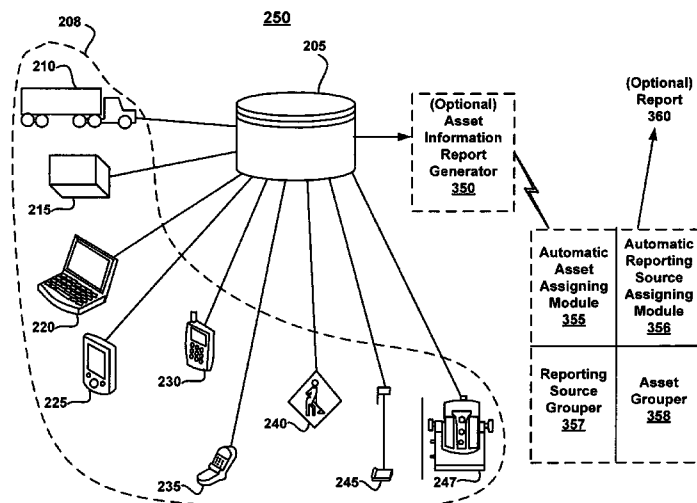 250
208
205
210
215
220
225
230
235
240
245
247
(Optional)
Asset
Information
Report
Generator
350
(Optional)
Report
360
Automatic
Asset
Assigning
Module
355
Automatic
Reporting
Source
Assigning
Module
356
Reporting
Source
Grouper
357
Asset
Grouper
358